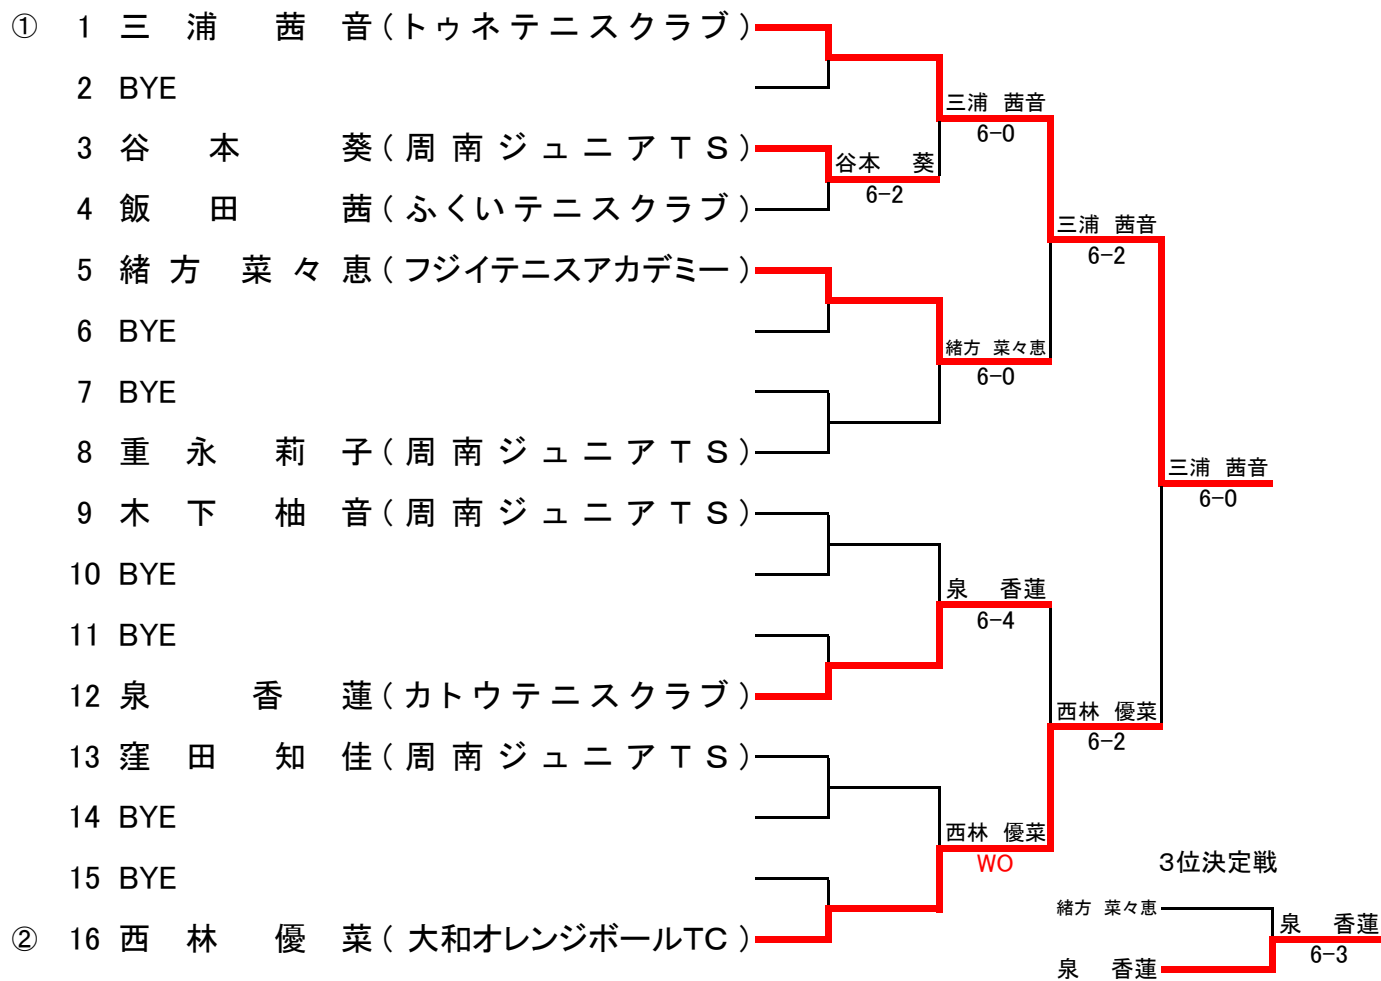 ① 1 三浦 茜音(トゥネテニスクラブ)
2 BYE
三浦 茜音
6-0
3 谷本 葵(周南ジュニアTS)
谷本 葵
6-2
4 飯田 茜(ふくいテニスクラブ)
三浦 茜音
6-2
5 緒方 菜々恵(フジイテニスアカデミー)
6 BYE
緒方 菜々恵
6-0
7 BYE
8 重永 莉子(周南ジュニアTS)
三浦 茜音
6-0
9 木下 柚音(周南ジュニアTS)
10 BYE
泉 香蓮
6-4
11 BYE
12 泉 香蓮(カトウテニスクラブ)
西林 優菜
6-2
13 窪田 知佳(周南ジュニアTS)
14 BYE
西林 優菜
WO
15 BYE
② 16 西林 優菜(大和オレンジボールTC)
3位決定戦
緒方 菜々恵
泉 香蓮
6-3
泉 香蓮